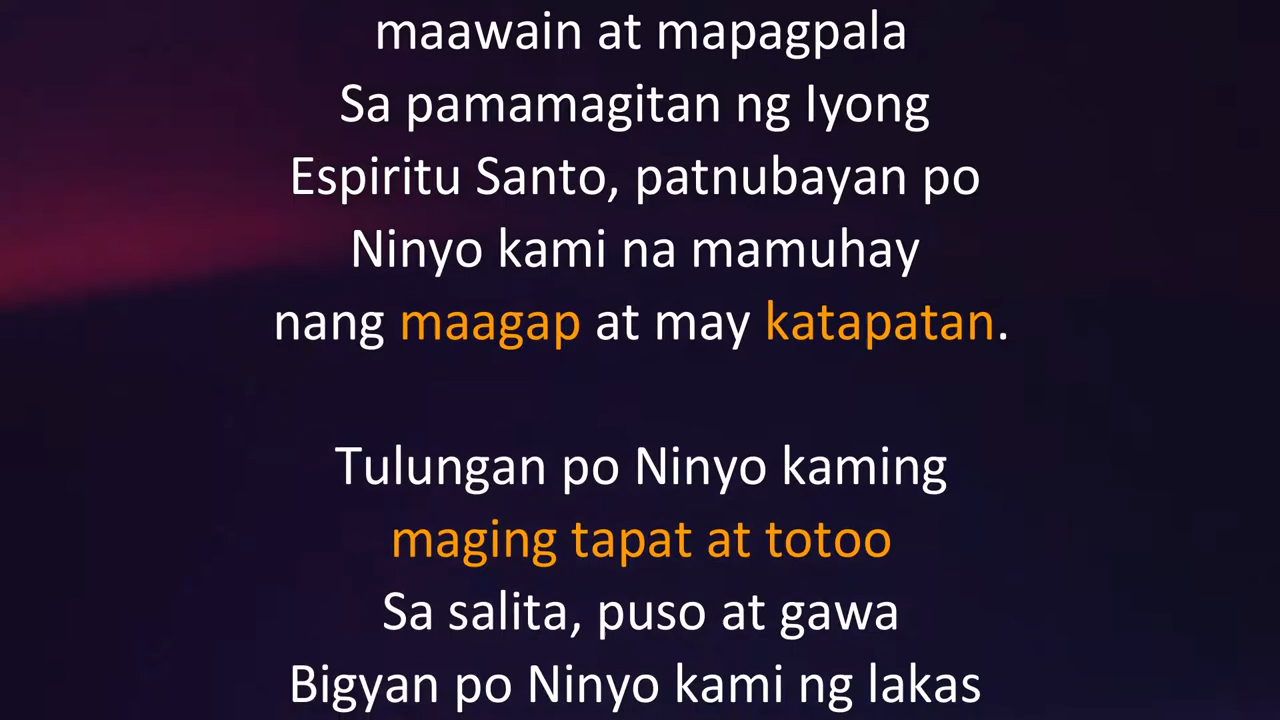 maawain at mapagpala
Sa pamamagitan ng Iyong
Espiritu Santo, patnubayan po
Ninyo kami na mamuhay
nang maagap at may katapatan.
Tulungan po Ninyo kaming
maging tapat at totoo
Sa salita, puso at gawa
Bigyan po Ninyo kami ng lakas